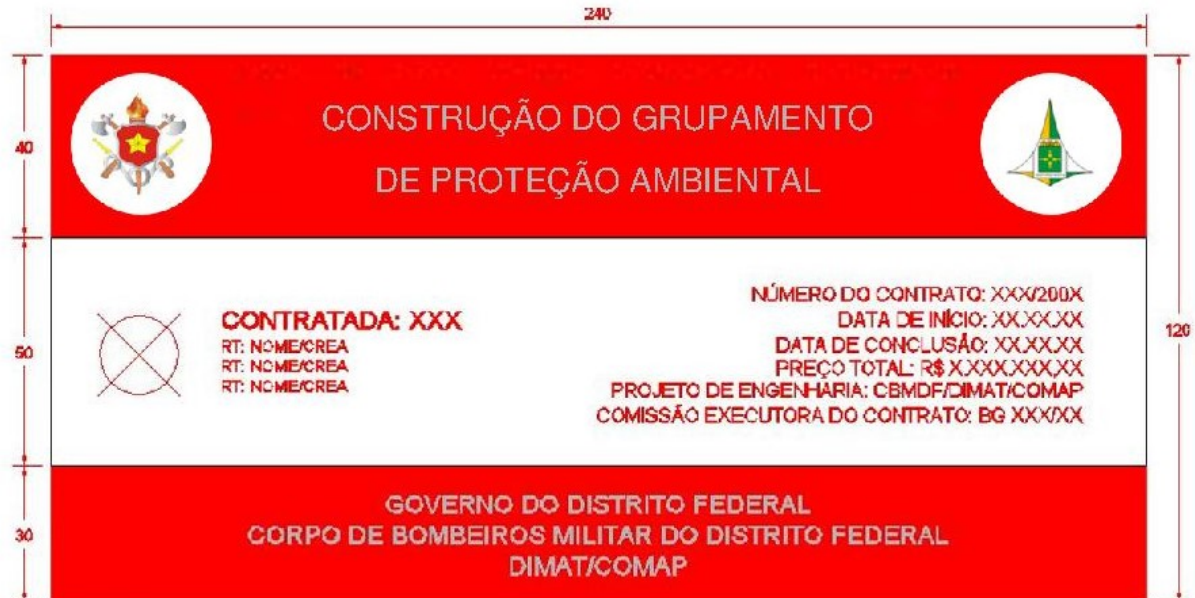 240
40
CONSTRUÇÃO DO GRUPAMENTO
DE PROTEÇÃO AMBIENTAL
50
CONTRATADA: XXX
RT: NOME/CREA
RT: NOME/CREA
RT: NOME/CREA
NÚMERO DO CONTRATO: XXX/200X
DATA DE INÍCIO: XX.XX.XX
DATA DE CONCLUSÃO: XX.XX.XX
PREÇO TOTAL: R$ X.XXX.XXX,XX
PROJETO DE ENGENHARIA: CBMDF/DIMAT/COMAP
COMISSÃO EXECUTORA DO CONTRATO: BG XXX/XX
120
30
GOVERNO DO DISTRITO FEDERAL
CORPO DE BOMBEIROS MILITAR DO DISTRITO FEDERAL
DIMAT/COMAP